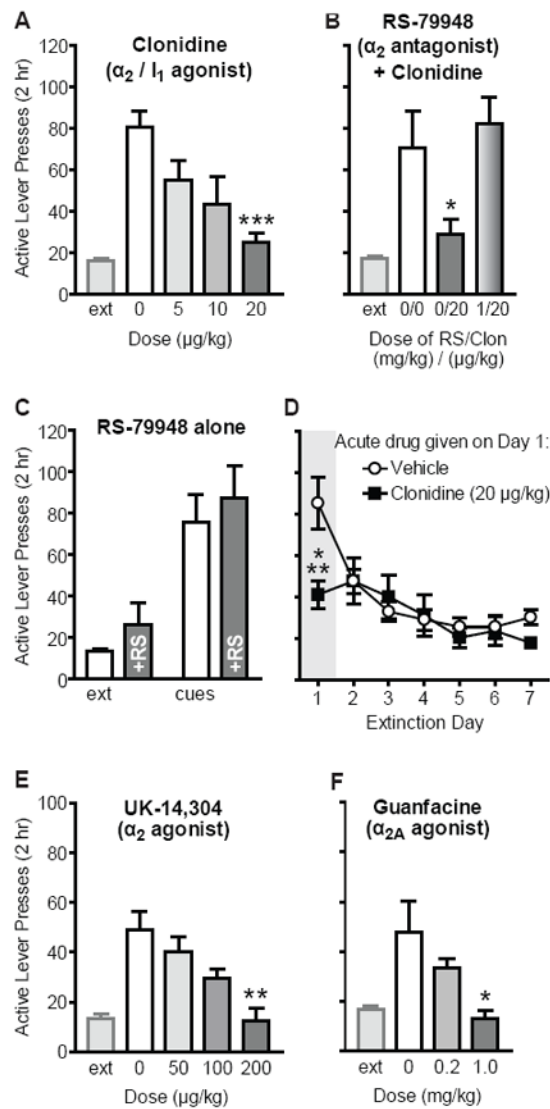 A
Clonidine
(α2 / I1 agonist)
Active Lever Presses (2 hr)
120
100
80
60
40
20
0
***
ext 0 5 10 20
Dose (µg/kg)
B
RS-79948
(α2 antagonist)
+ Clonidine
*
ext 0/0 0/20 1/20
Dose of RS/Clon
(mg/kg) / (µg/kg)
C
RS-79948 alone
Active Lever Presses (2 hr)
120
100
80
60
40
20
0
+RS
+RS
ext cues
D
Acute drug given on Day 1:
Vehicle
Clonidine (20 µg/kg)
*
**
1 2 3 4 5 6 7
Extinction Day
E
UK-14,304
(α2 agonist)
Active Lever Presses (2 hr)
100
80
60
40
20
0
**
ext 0 50 100 200
Dose (µg/kg)
F
Guanfacine
(α2A agonist)
*
ext 0 0.2 1.0
Dose (mg/kg)